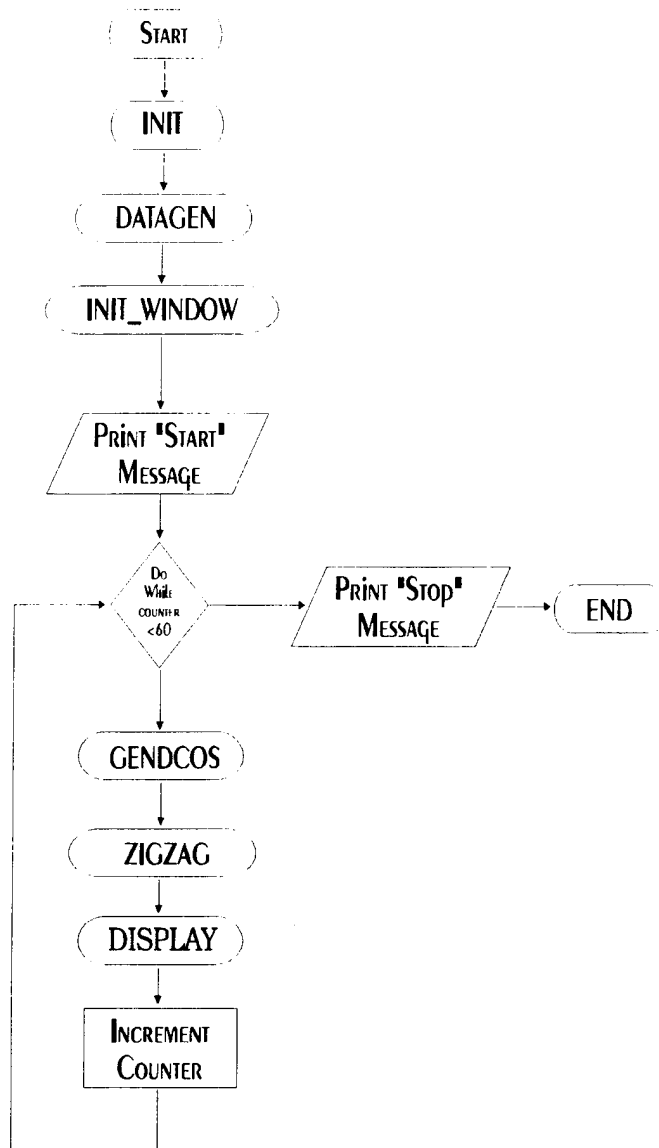 Start
INIT
DATAGEN
INIT_WINDOW
Print "Start"
Message
Do
While
counter
<60
Print "Stop"
Message
END
GENDCOS
ZIGZAG
DISPLAY
Increment
Counter